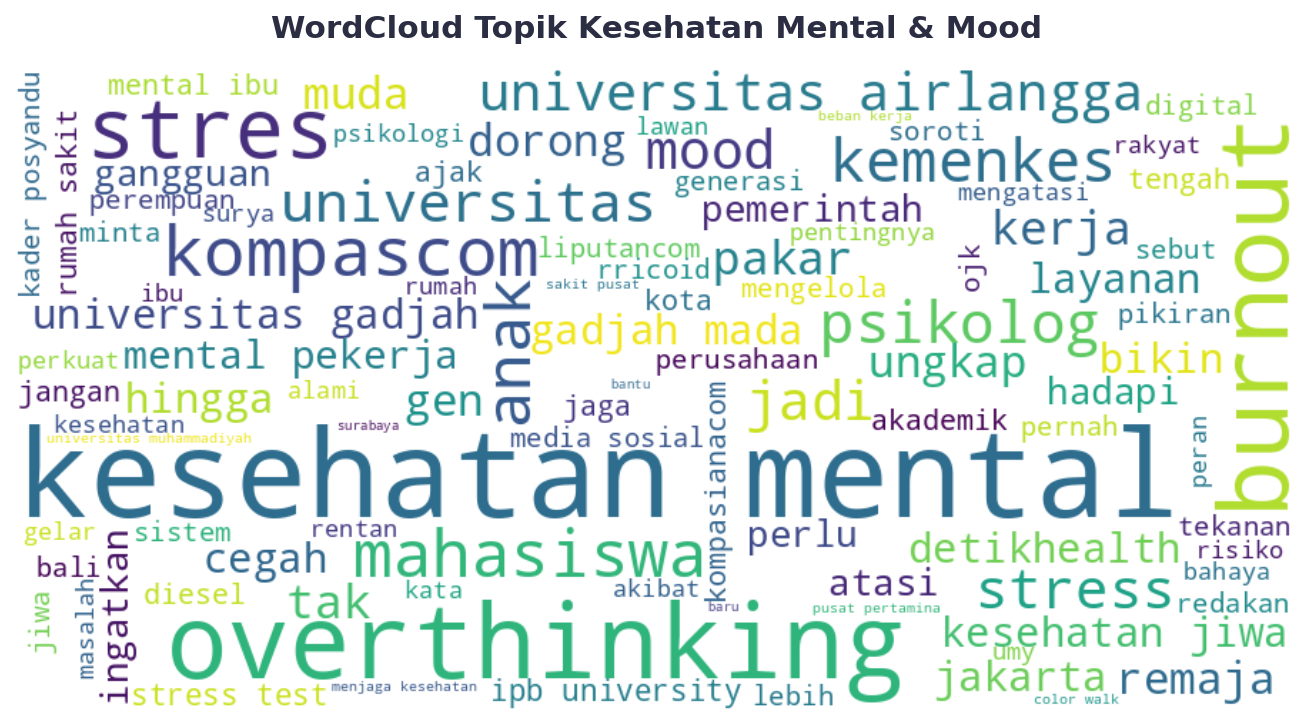 WordCloud Topik Kesehatan Mental & Mood
kader posyandu
rumah sakit
mental ibu
muda
universitas airlangga
digital
stres
psikologi
dorong
lawan
beban kerja
soroti
rakyat
burnout
gangguan
ajak
mood
kemenkes
generasi
tengah
perempuan
surya
universitas
mengatasi
pemerintah
minta
kompascom
liputancom
pentingnya
kerja
sebut
rricoid
pakar
ojk
layanan
ibu
rumah
sakit pusat
kota
mengelola
universitas gadjah
anak
gadjah mada
psikolog
pikiran
perkuat
mental pekerja
perusahaan
ungkap
bikin
jangan
hingga
alami
gen
bantu
jaga
jadi
hadapi
kesehatan
universitas muhammadiyah
surabaya
media sosial
kompasianacom
akademik
pernah
peran
kesehatan mental
gelar
sistem
rentan
perlu
tekanan
ingatkan
bali
cegah
mahasiswa
detikhealth
risiko
masalah
jiwa
diesel
tak
kata
akibat
atasi
stress
bahaya
baru
pusat pertamina
redakan
overthinking
kesehatan jiwa
umy
jakarta
remaja
stress test
menjaga kesehatan
ipb university
lebih
color walk